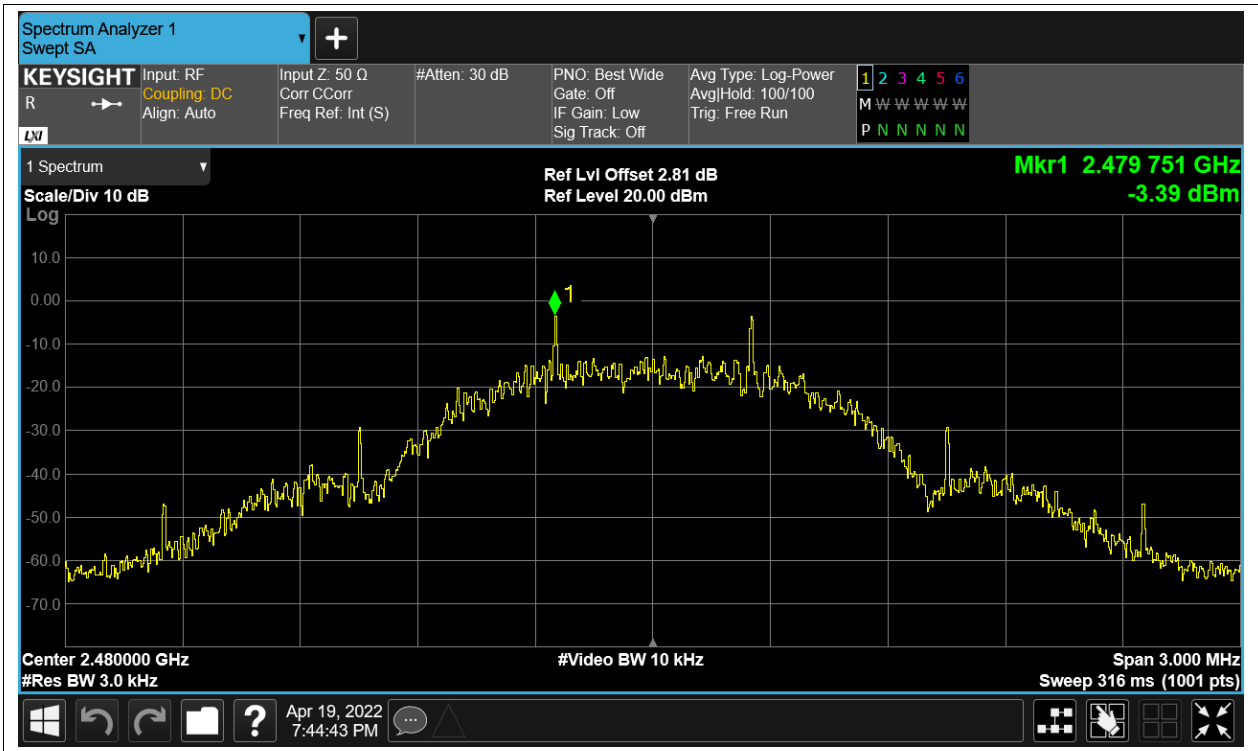 Spectrum Analyzer 1
Swept SA
+
KEYSIGHT
R
LXI
Input: RF
Coupling: DC
Align: Auto
Input Z: 50 Ω
Corr CCorr
Freq Ref: Int (S)
#Atten: 30 dB
PNO: Best Wide
Gate: Off
IF Gain: Low
Sig Track: Off
Avg Type: Log-Power
Avg|Hold: 100/100
Trig: Free Run
1 2 3 4 5 6
M W W W W W W
P N N N N N
1 Spectrum
Scale/Div 10 dB
Log
Ref Lvl Offset 2.81 dB
Ref Level 20.00 dBm
Mkr1 2.479 751 GHz
-3.39 dBm
10.0
0.00
1
-10.0
-20.0
-30.0
-40.0
-50.0
-60.0
-70.0
Center 2.480000 GHz
#Res BW 3.0 kHz
#Video BW 10 kHz
Span 3.000 MHz
Sweep 316 ms (1001 pts)
?
Apr 19, 2022
7:44:43 PM